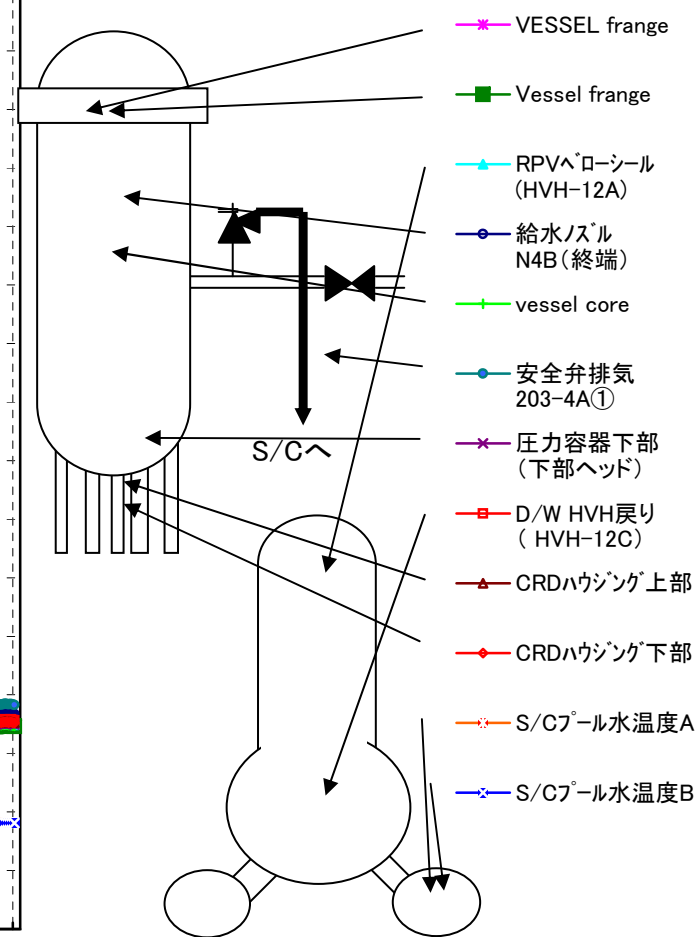 VESSEL frange
Vessel frange
RPVベローシール
(HVH-12A)
給水ノズル
N4B(終端)
vessel core
安全弁排気
203-4A①
圧力容器下部
(下部ヘッド)
D/W HVH戻り
( HVH-12C)
CRDハウジング上部
CRDハウジング下部
S/Cプール水温度A
S/Cプール水温度B
S/Cへ